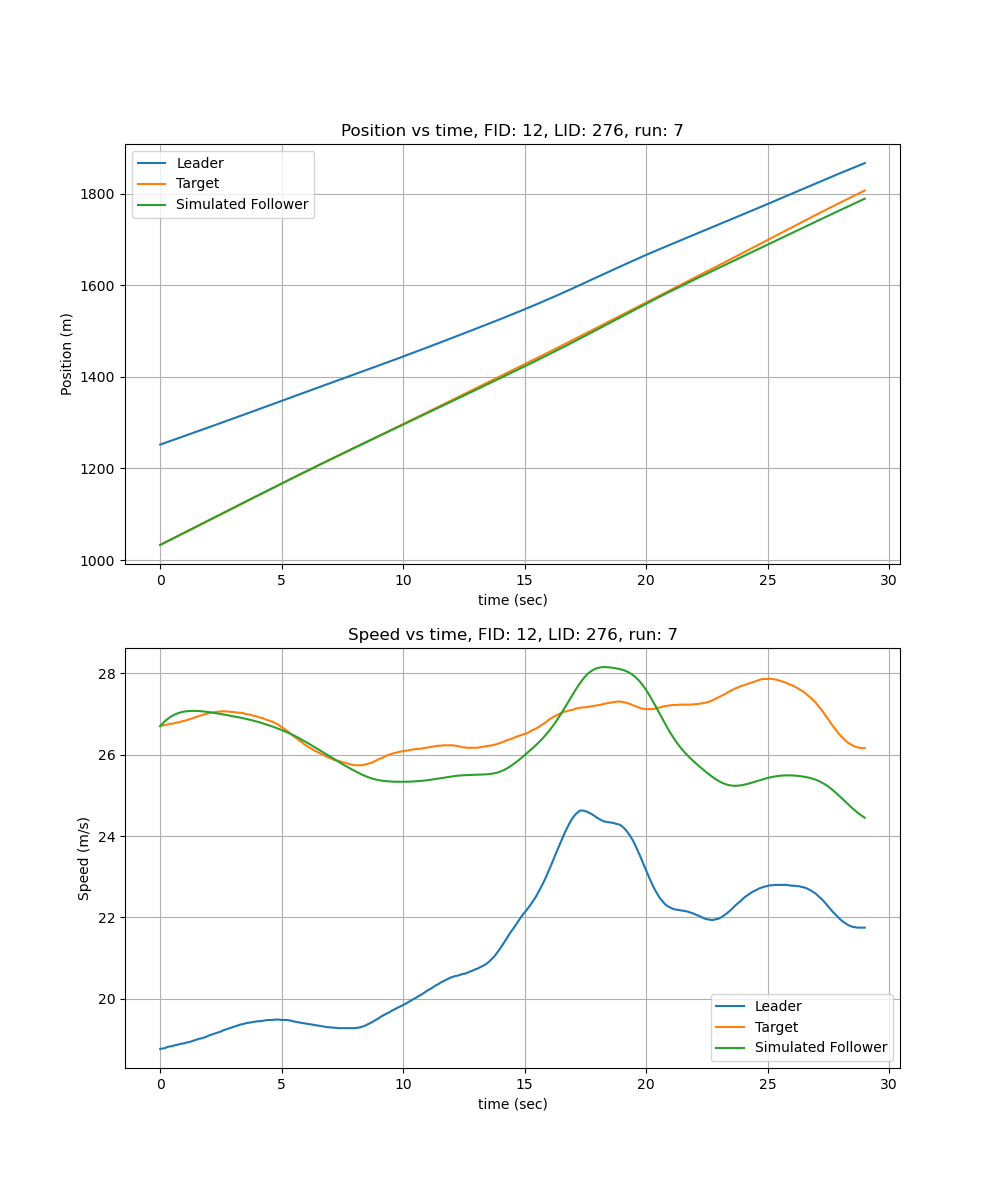 Position vs time, FID: 12, LID: 276, run: 7
Leader
Target
Simulated Follower
Position (m)
1800
1600
1400
1200
1000
0 5 10 15 20 25 30
time (sec)
Speed vs time, FID: 12, LID: 276, run: 7
Speed (m/s)
28
26
24
22
20
Leader
Target
Simulated Follower
0 5 10 15 20 25 30
time (sec)